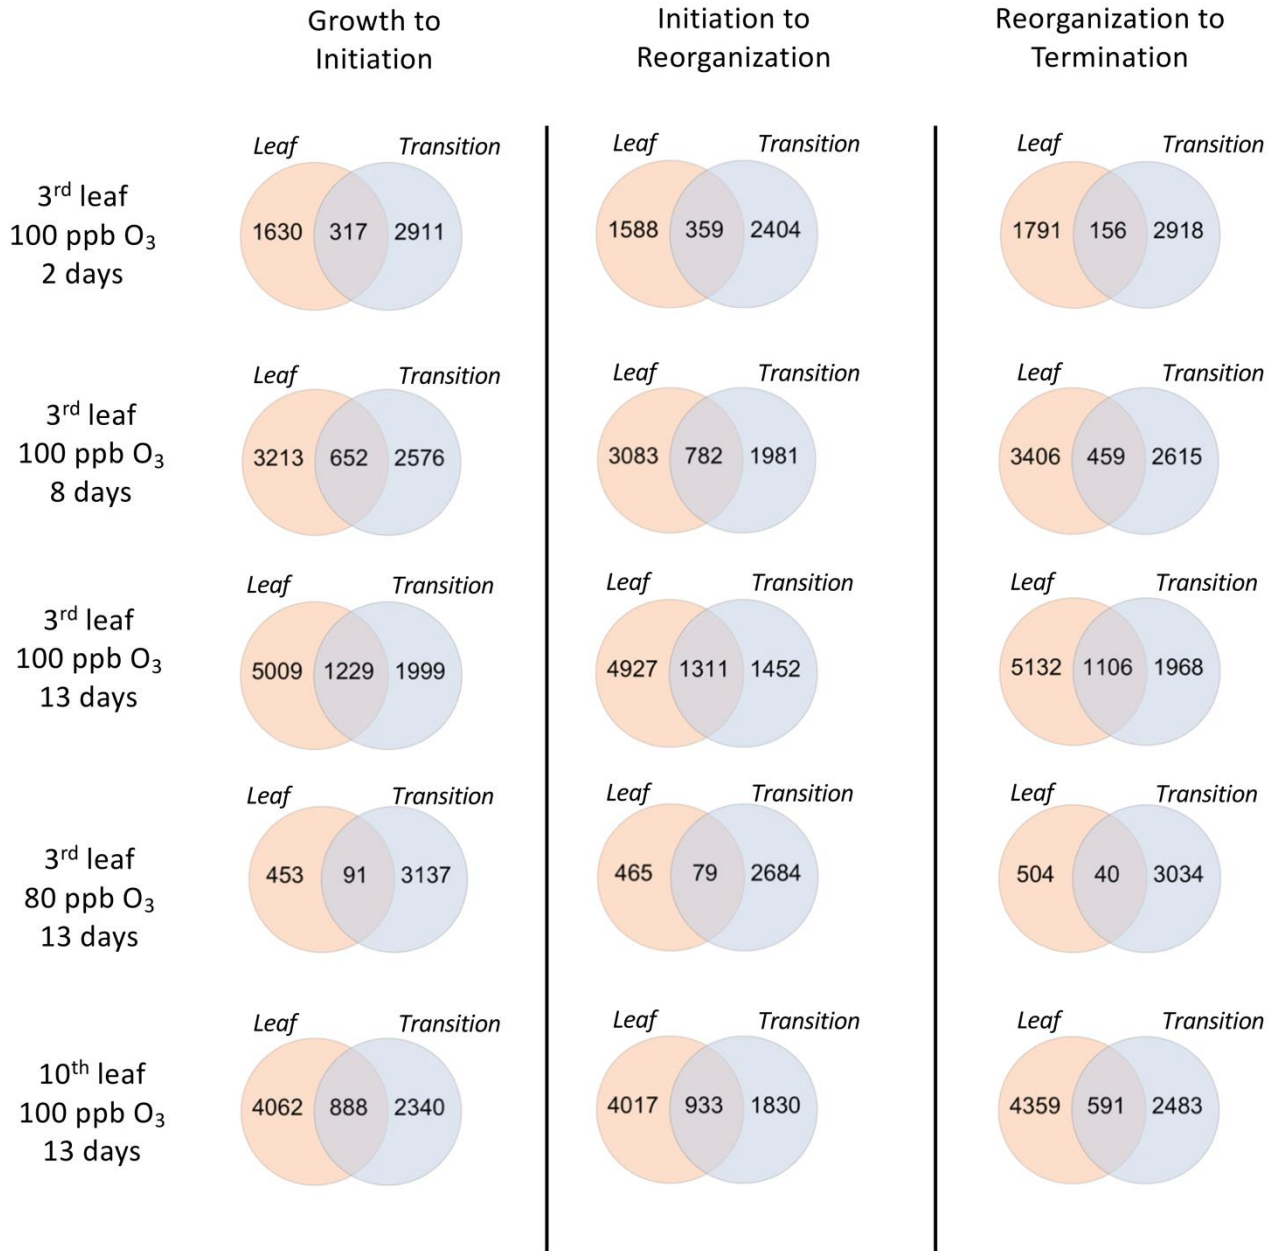 Growth to
Initiation
Initiation to
Reorganization
Reorganization to
Termination
3rd leaf
100 ppb O3
2 days
Leaf Transition
1630 317 2911
Leaf Transition
1588 359 2404
Leaf Transition
1791 156 2918
3rd leaf
100 ppb O3
8 days
Leaf Transition
3213 652 2576
Leaf Transition
3083 782 1981
Leaf Transition
3406 459 2615
3rd leaf
100 ppb O3
13 days
Leaf Transition
5009 1229 1999
Leaf Transition
4927 1311 1452
Leaf Transition
5132 1106 1968
3rd leaf
80 ppb O3
13 days
Leaf Transition
453 91 3137
Leaf Transition
465 79 2684
Leaf Transition
504 40 3034
10th leaf
100 ppb O3
13 days
Leaf Transition
4062 888 2340
Leaf Transition
4017 933 1830
Leaf Transition
4359 591 2483